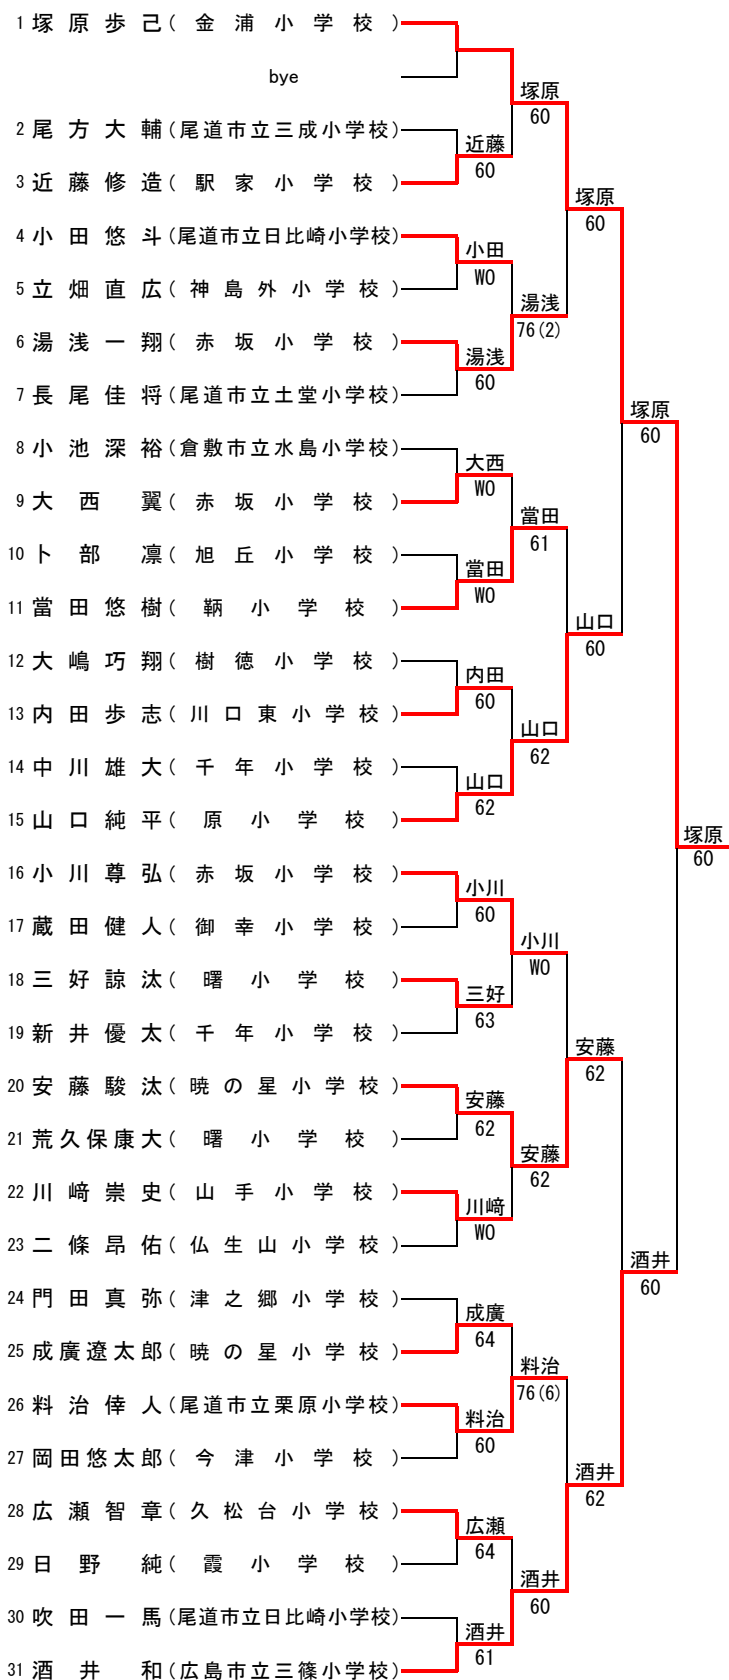 1 塚原歩己(金浦小学校)
bye
2 尾方大輔(尾道市立三成小学校)
3 近藤修造(駅家小学校)
4 小田悠斗(尾道市立日比崎小学校)
5 立畑直広(神島外小学校)
6 湯浅一翔(赤坂小学校)
7 長尾佳将(尾道市立土堂小学校)
8 小池深裕(倉敷市立水島小学校)
9 大西翼(赤坂小学校)
10 卜部凛(旭丘小学校)
11 當田悠樹(鞆小学校)
12 大嶋巧翔(樹徳小学校)
13 内田歩志(川口東小学校)
14 中川雄大(千年小学校)
15 山口純平(原小学校)
16 小川尊弘(赤坂小学校)
17 蔵田健人(御幸小学校)
18 三好諒汰(曙小学校)
19 新井優太(千年小学校)
20 安藤駿汰(暁の星小学校)
21 荒久保康大(曙小学校)
22 川﨑崇史(山手小学校)
23 二條昂佑(仏生山小学校)
24 門田真弥(津之郷小学校)
25 成廣遼太郎(暁の星小学校)
26 料治倖人(尾道市立栗原小学校)
27 岡田悠太郎(今津小学校)
28 広瀬智章(久松台小学校)
29 日野純(霞小学校)
30 吹田一馬(尾道市立日比崎小学校)
31 酒井和(広島市立三篠小学校)
近藤
60
小田
WO
湯浅
60
大西
WO
當田
WO
内田
60
山口
62
小川
60
三好
63
安藤
62
川﨑
WO
成廣
64
料治
60
広瀬
64
酒井
61
塚原
60
湯浅
76(2)
當田
61
山口
62
小川
WO
安藤
62
料治
76(6)
酒井
60
塚原
60
山口
60
安藤
62
酒井
62
塚原
60
酒井
60
塚原
60